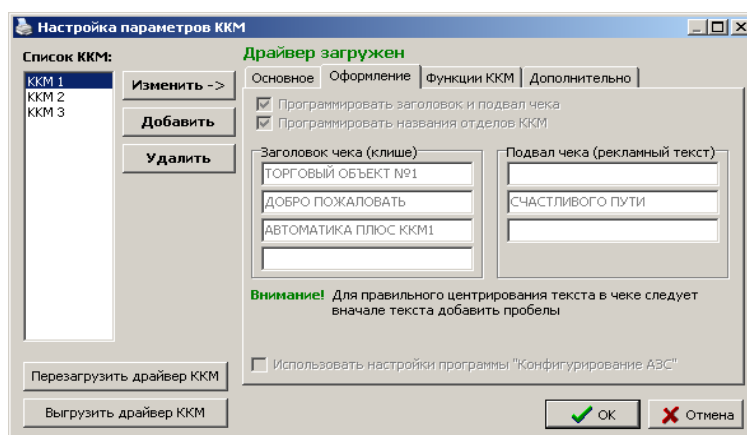 Настройка параметров ККМ
Список ККМ:
ККМ 1
ККМ 2
ККМ 3
Изменить ->
Добавить
Удалить
Перезагрузить драйвер ККМ
Выгрузить драйвер ККМ
Драйвер загружен
Основное Оформление Функции ККМ Дополнительно
Программировать заголовок и подвал чека
Программировать названия отделов ККМ
Заголовок чека (клише)
ТОРГОВЫЙ ОБЪЕКТ №1
ДОБРО ПОЖАЛОВАТЬ
АВТОМАТИКА ПЛЮС ККМ1
Подвал чека (рекламный текст)
СЧАСТЛИВОГО ПУТИ
Внимание! Для правильного центрирования текста в чеке следует
вначале текста добавить пробелы
Использовать настройки программы "Конфигурирование АЗС"
ОК
Отмена